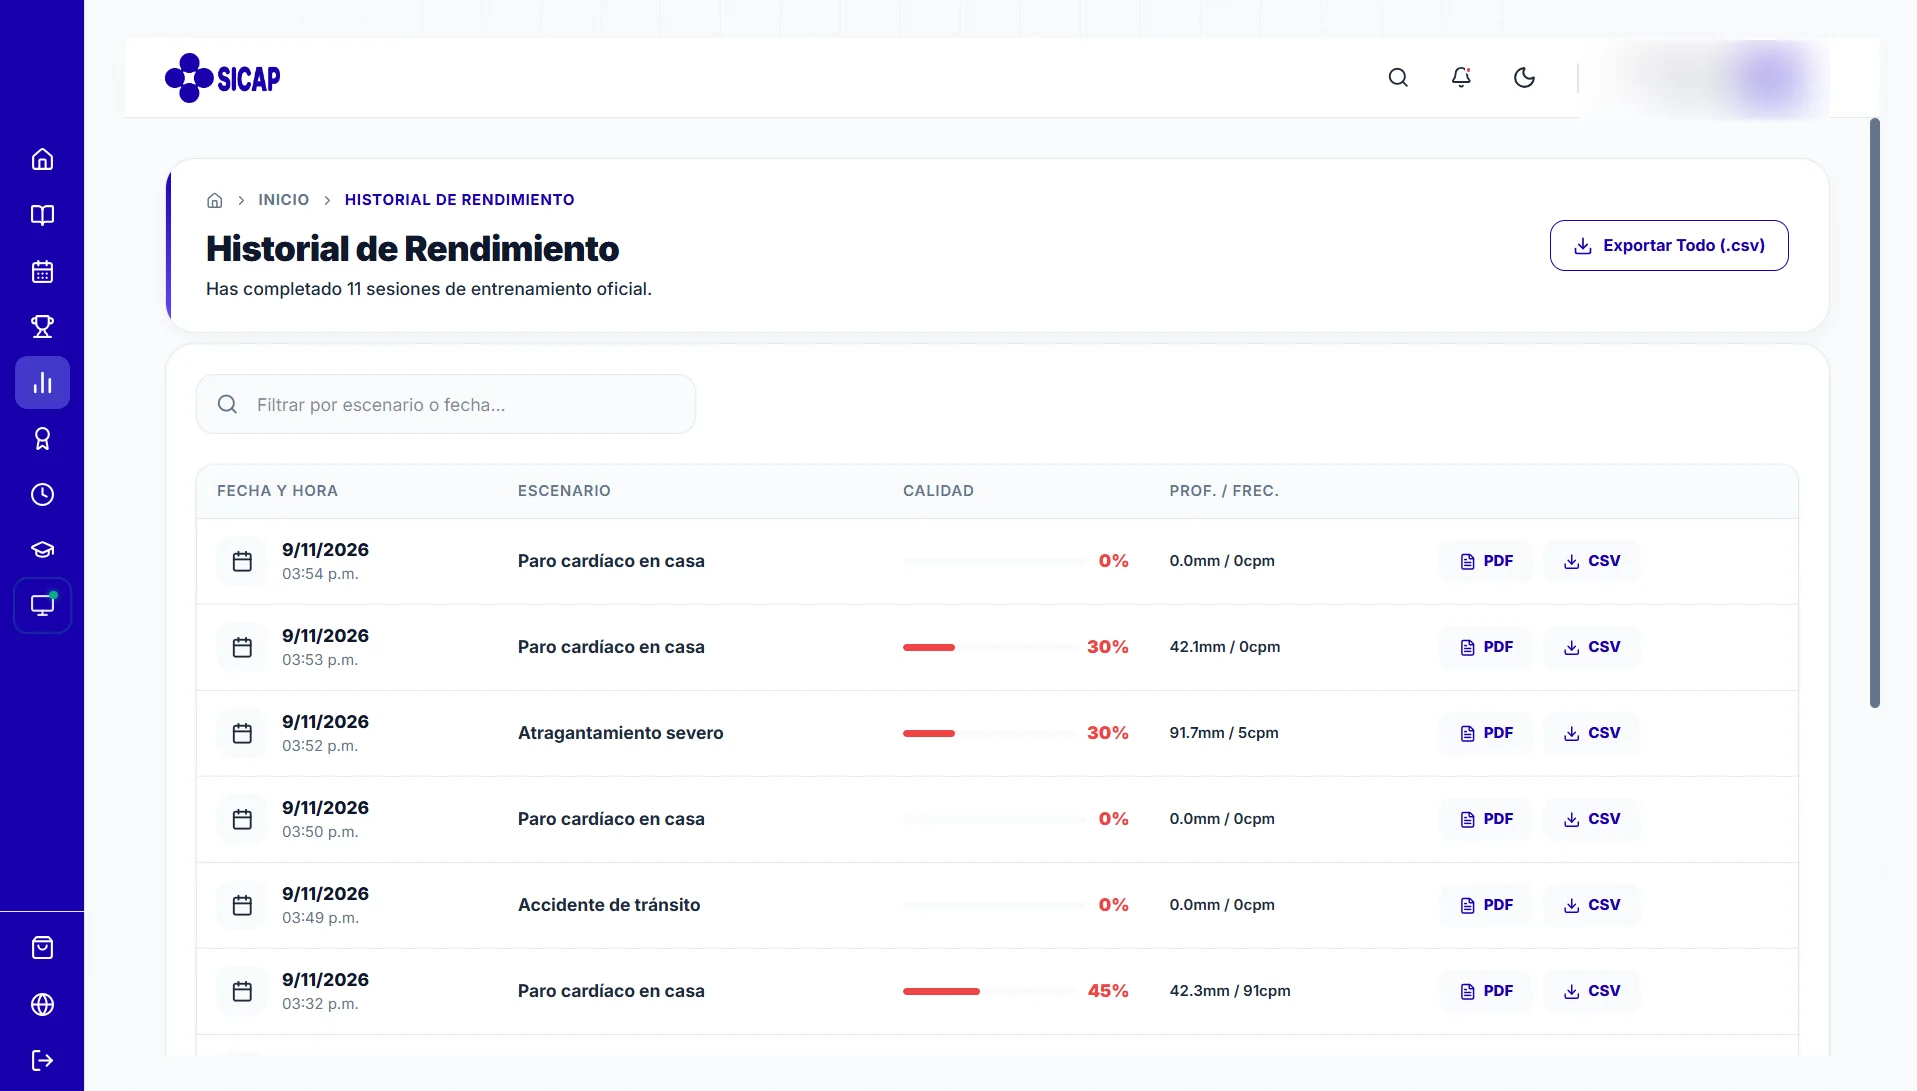 SICAP
INICIO
HISTORIAL DE RENDIMIENTO
Historial de Rendimiento
Has completado 11 sesiones de entrenamiento oficial.
Exportar Todo (.csv)
Filtrar por escenario o fecha...
FECHA Y HORA ESCENARIO CALIDAD PROF. / FREC.
9/11/2026
03:54 p.m.
Paro cardíaco en casa 0% 0.0mm / 0cpm PDF CSV
9/11/2026
03:53 p.m.
Paro cardíaco en casa 30% 42.1mm / 0cpm PDF CSV
9/11/2026
03:52 p.m.
Atragantamiento severo 30% 91.7mm / 5cpm PDF CSV
9/11/2026
03:50 p.m.
Paro cardíaco en casa 0% 0.0mm / 0cpm PDF CSV
9/11/2026
03:49 p.m.
Accidente de tránsito 0% 0.0mm / 0cpm PDF CSV
9/11/2026
03:32 p.m.
Paro cardíaco en casa 45% 42.3mm / 91cpm PDF CSV